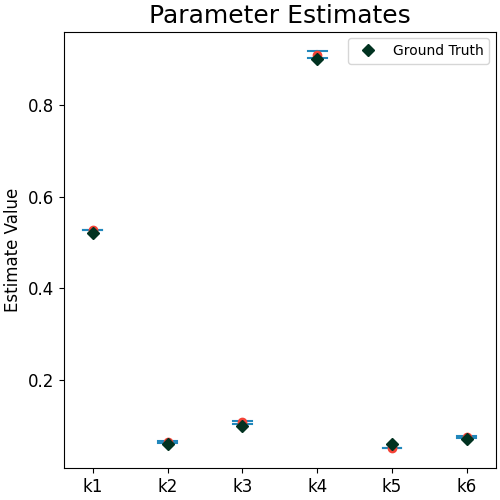 Parameter Estimates
Ground Truth
Estimate Value
0.8
0.6
0.4
0.2
k1 k2 k3 k4 k5 k6